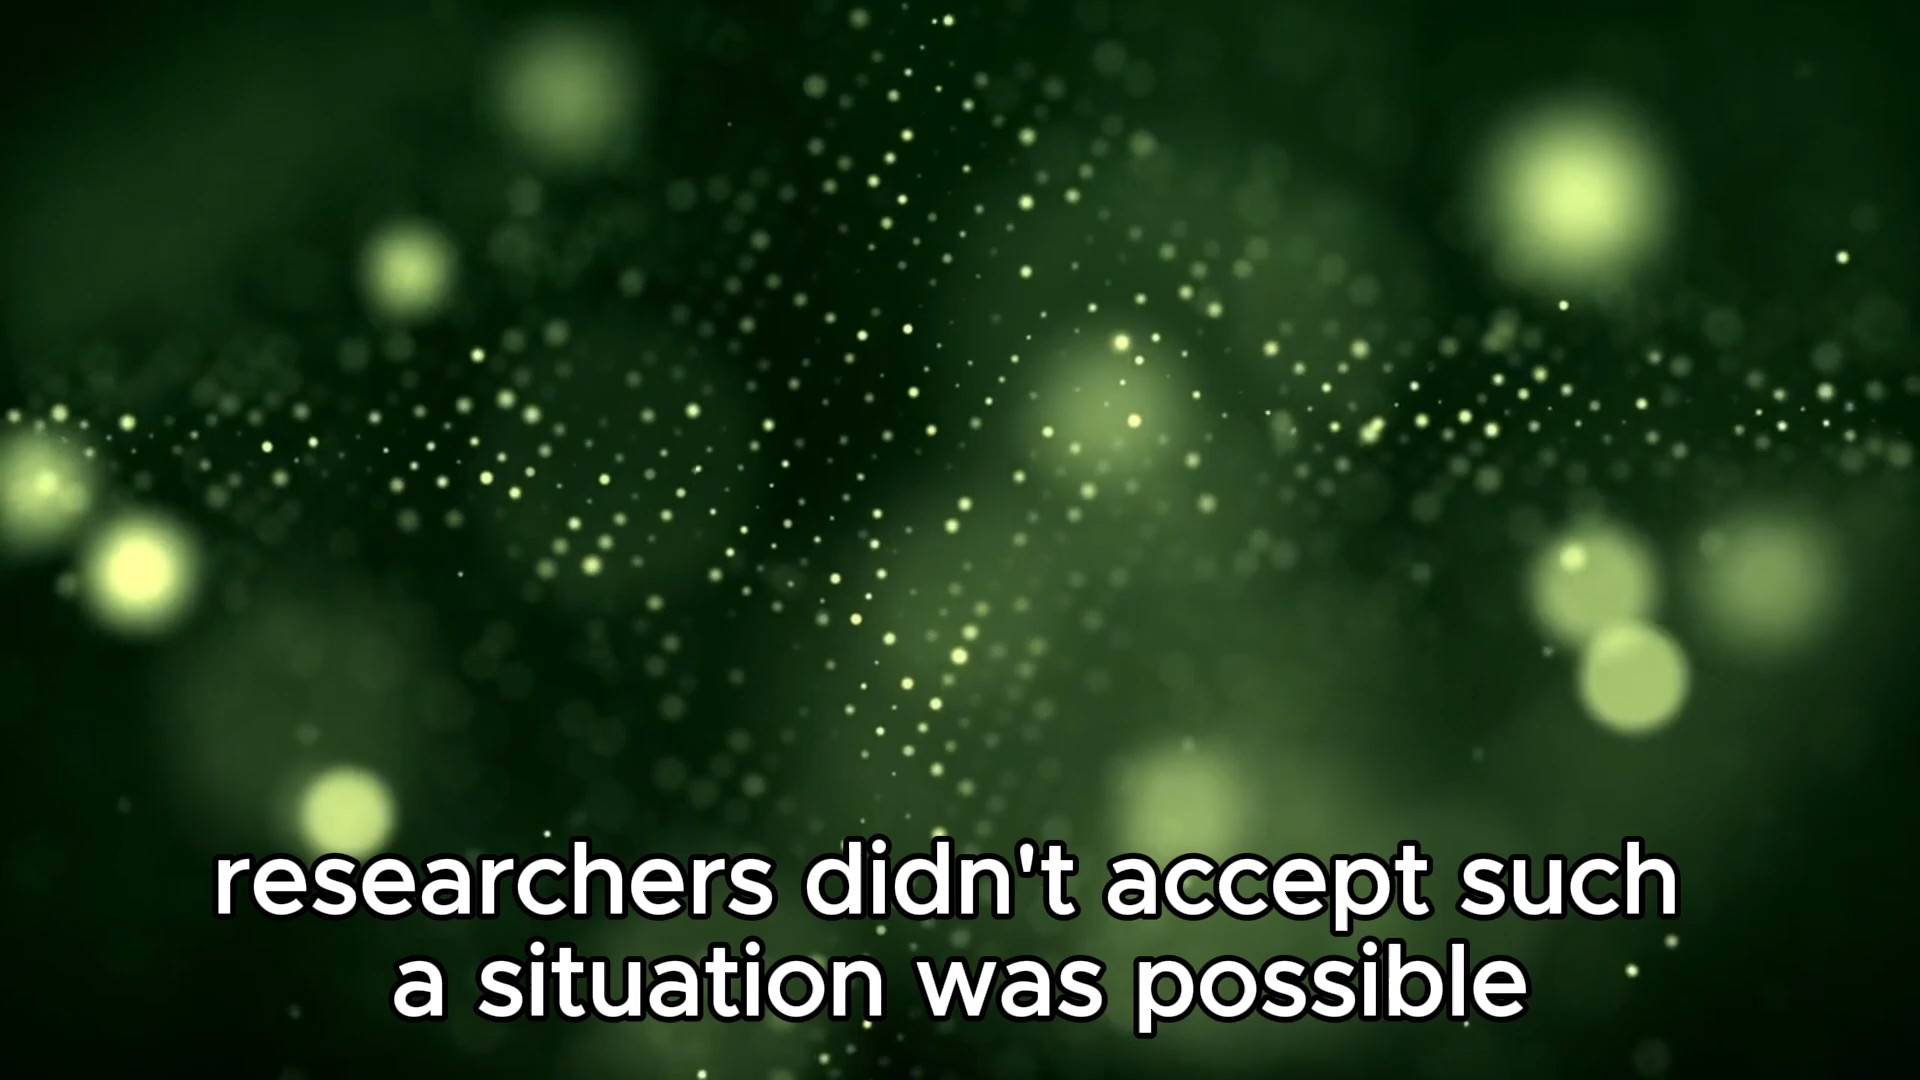 researchers didn't accept such
a situation was possible